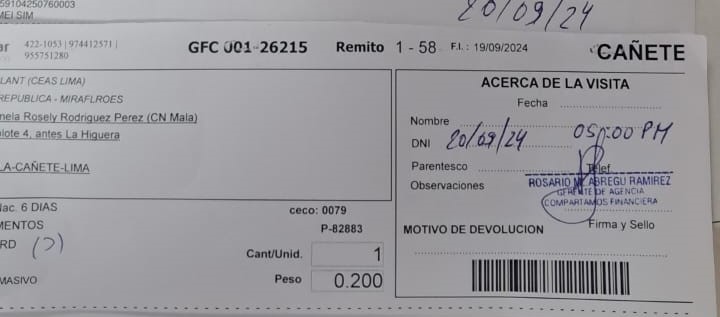 59104250760003
MEI SIM
20/09/24
ar 422-1053 | 974412571 |
955751280
GFC 001-26215 Remito 1 - 58 F.I.: 19/09/2024 CAÑETE
LANT (CEAS LIMA)
REPUBLICA - MIRAFLROES
nela Rosely Rodriguez Perez (CN Mala)
lote 4, antes La Higuera
LA-CAÑETE-LIMA
ACERCA DE LA VISITA
Fecha
Nombre
DNI 20/09/24 05:00 PM
Parentesco Telef
Observaciones ROSARIO M. ABREGU RAMIREZ
GERENTE DE AGENCIA
COMPARTAMOS FINANCIERA
Firma y Sello
MOTIVO DE DEVOLUCION
Nac. 6 DIAS ceco: 0079
MENTOS P-82883
RD
Cant/Unid. 1
MASIVO Peso 0.200